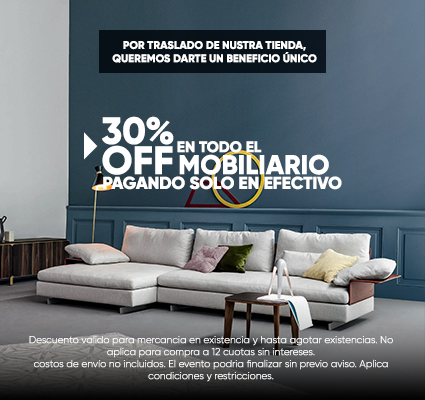 POR TRASLADO DE NUSTRA TIENDA,
QUEREMOS DARTE UN BENEFICIO ÚNICO
30%
OFF EN TODO EL
MOBILIARIO
PAGANDO SOLO EN EFECTIVO
Descuento valido para mercancia en existencia y hasta agotar existencias. No
aplica para compra a 12 cuotas sin intereses.
costos de envío no incluidos. El evento podria finalizar sin previo aviso. Aplica
condiciones y restricciones.